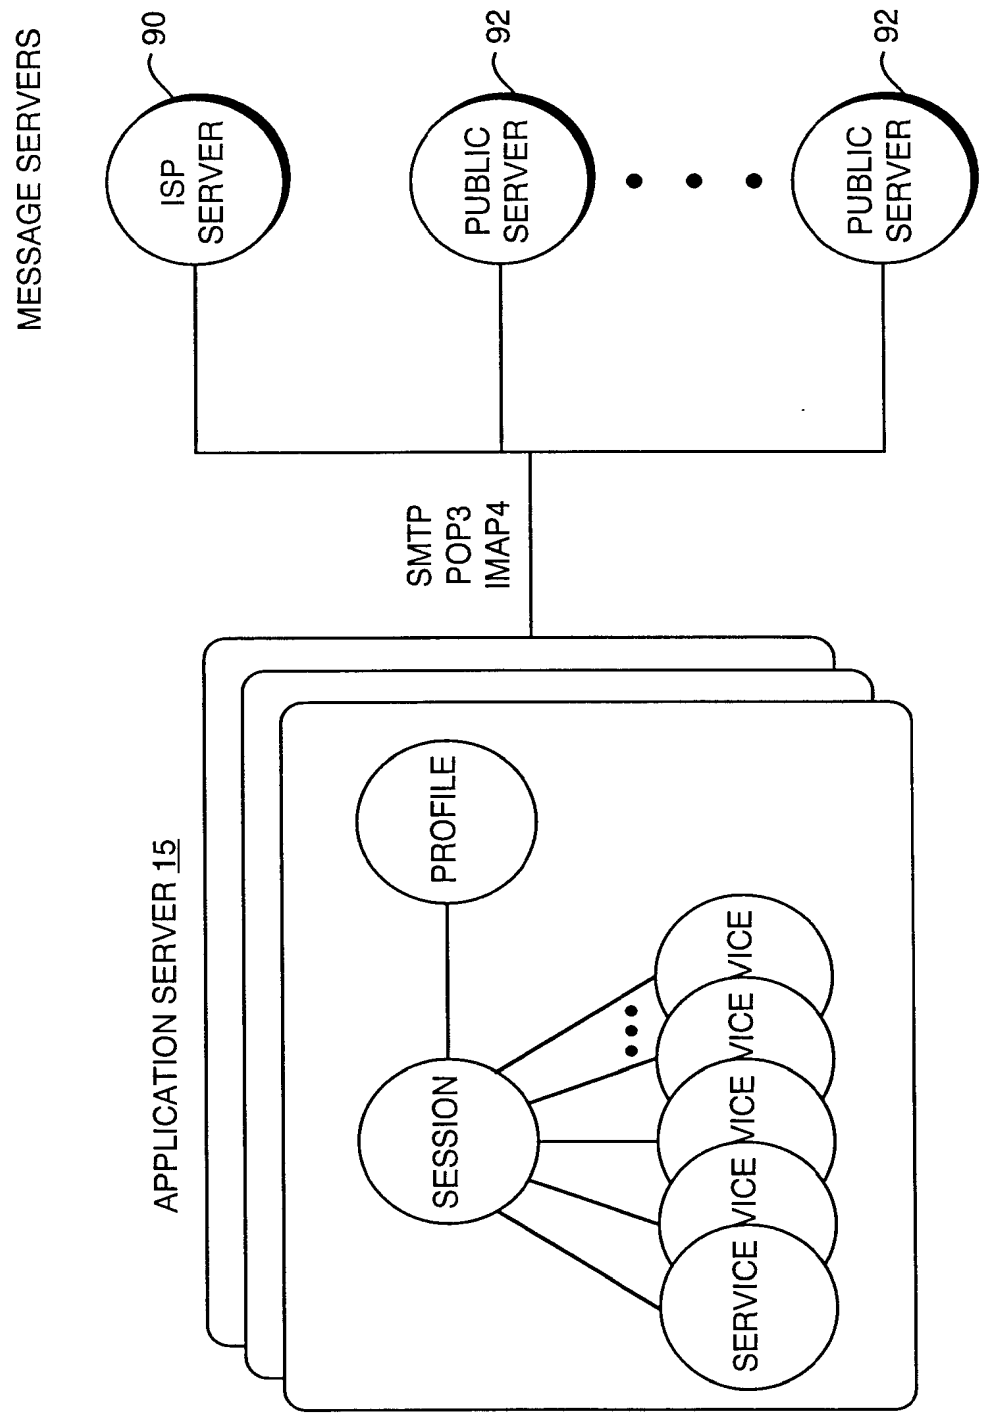 APPLICATION SERVER 15
SESSION
PROFILE
SERVICE
VICE
VICE
VICE
VICE
SMTP
POP3
IMAP4
MESSAGE SERVERS
ISP
SERVER
90
PUBLIC
SERVER
92
PUBLIC
SERVER
92